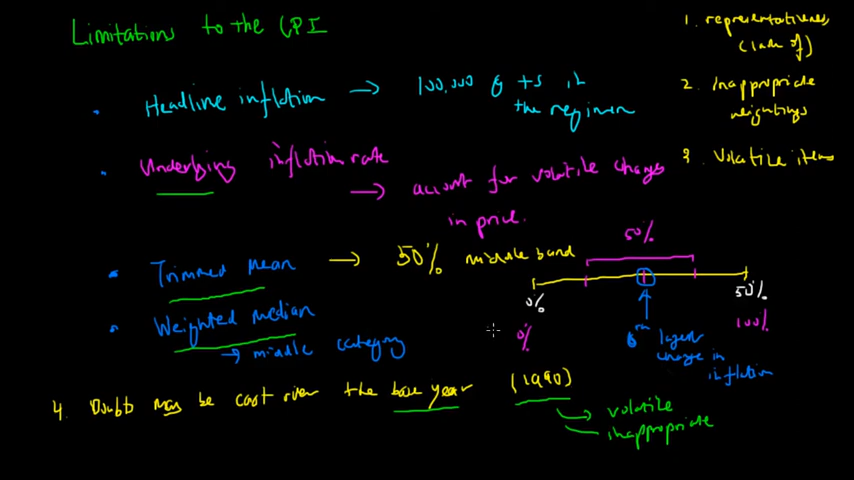 Limitations to the CPI
1. representativeness
(lack of)
2. Inappropriate
weightings
3. Volatile items
Headline inflation → 100,000 g+s in
the regimen
Underlying inflation rate
→ account for volatile changes
in price.
Trimmed mean → 50% middle band
50%
0%
50%
0%
100%
Weighted median
→ middle category
6th largest
change in
inflation
4. Doubts may be cast over the base year (1990)
→ volatile
inappropriate